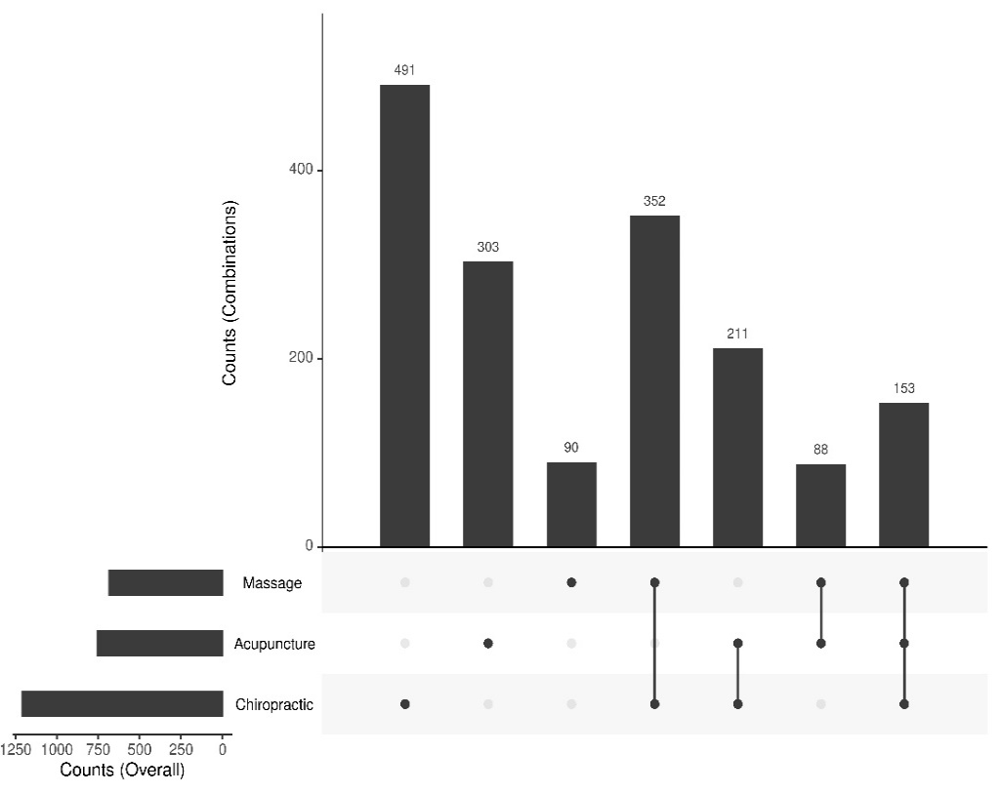 491
400
352
303
Counts (Combinations)
211
200
153
90
88
0
Massage
Acupuncture
Chiropractic
1250 1000 750 500 250 0
Counts (Overall)